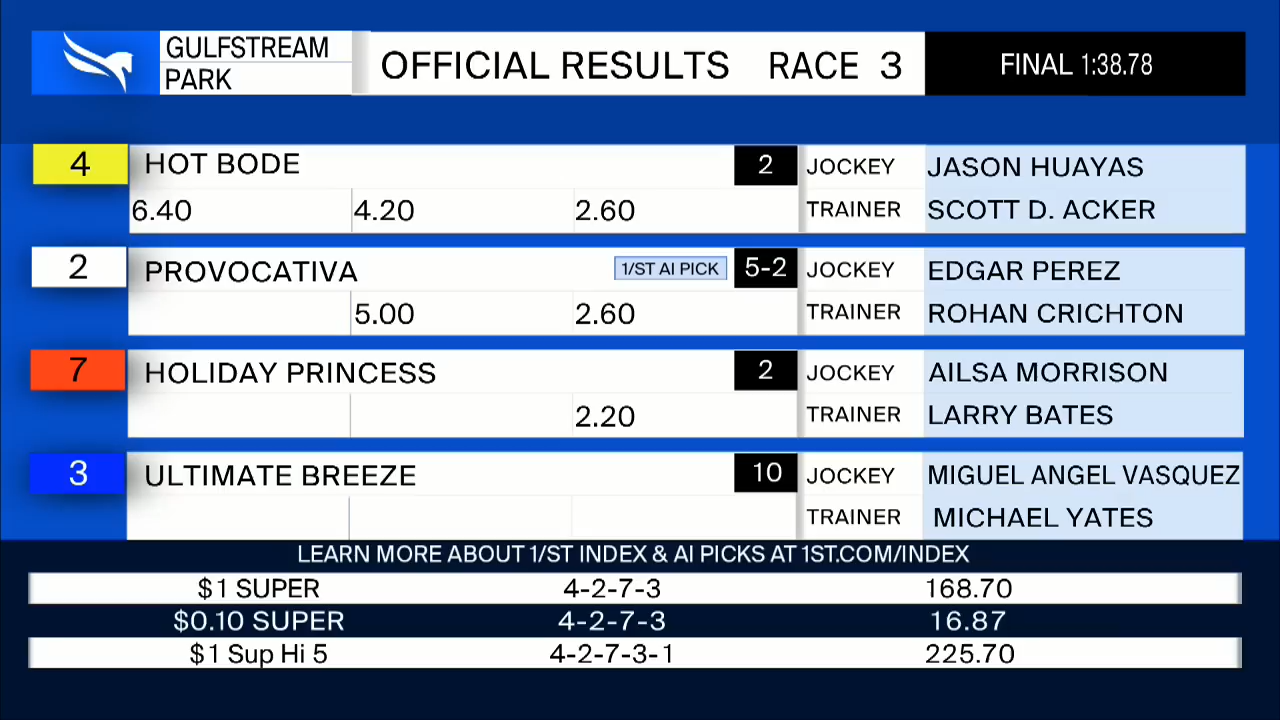 GULFSTREAM
PARK
OFFICIAL RESULTS RACE 3
FINAL 1:38.78
4 HOT BODE 2 JOCKEY JASON HUAYAS
6.40 4.20 2.60 TRAINER SCOTT D. ACKER
2 PROVOCATIVA 1/ST AI PICK 5-2 JOCKEY EDGAR PEREZ
5.00 2.60 TRAINER ROHAN CRICHTON
7 HOLIDAY PRINCESS 2 JOCKEY AILSA MORRISON
2.20 TRAINER LARRY BATES
3 ULTIMATE BREEZE 10 JOCKEY MIGUEL ANGEL VASQUEZ
TRAINER MICHAEL YATES
LEARN MORE ABOUT 1/ST INDEX & AI PICKS AT 1ST.COM/INDEX
$1 SUPER 4-2-7-3 168.70
$0.10 SUPER 4-2-7-3 16.87
$1 Sup Hi 5 4-2-7-3-1 225.70